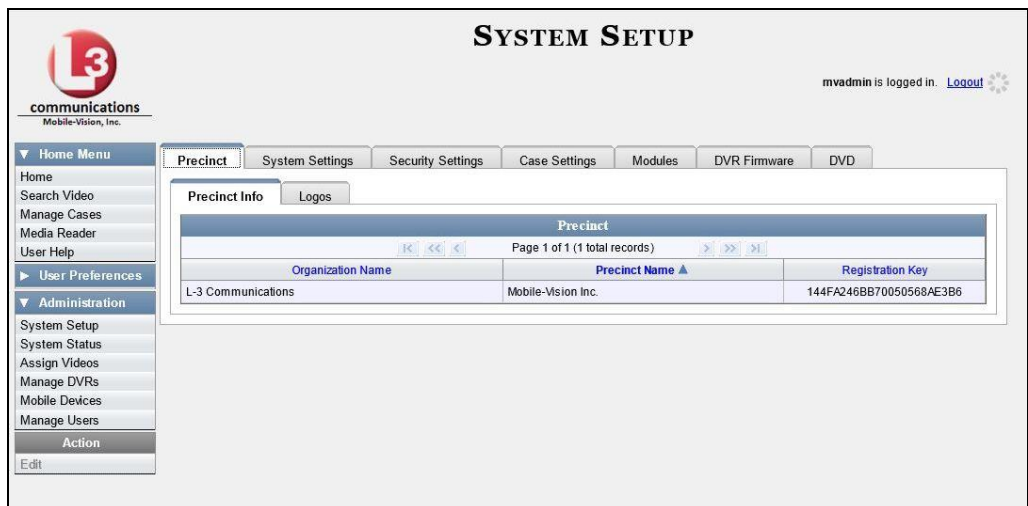 SYSTEM SETUP
L3
communications
Mobile-Vision, Inc.
mvadmin is logged in. Logout
▼ Home Menu
Home
Search Video
Manage Cases
Media Reader
User Help
▶ User Preferences
▼ Administration
System Setup
System Status
Assign Videos
Manage DVRs
Mobile Devices
Manage Users
Action
Edit
Precinct System Settings Security Settings Case Settings Modules DVR Firmware DVD
Precinct Info Logos
Precinct
|< << < Page 1 of 1 (1 total records) > >> >|
Organization Name Precinct Name ▲ Registration Key
L-3 Communications Mobile-Vision Inc. 144FA246BB70050568AE3B6